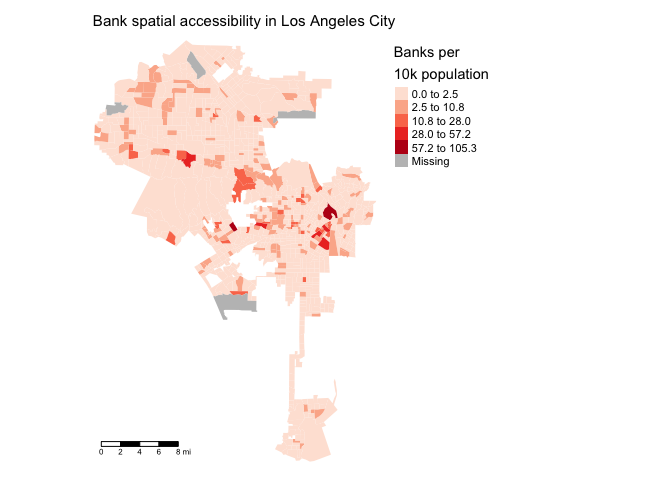 Bank spatial accessibility in Los Angeles City
Banks per
10k population
0.0 to 2.5
2.5 to 10.8
10.8 to 28.0
28.0 to 57.2
57.2 to 105.3
Missing
0 2 4 6 8 mi